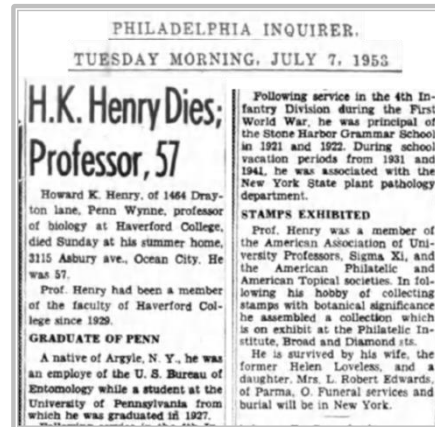 PHILADELPHIA INQUIRER,
TUESDAY MORNING, JULY 7, 1953
H.K. Henry Dies;
Professor, 57
Howard K. Henry, of 1464 Dray-
ton lane, Penn Wynne, professor
of biology at Haverford College,
died Sunday at his summer home,
3115 Asbury ave., Ocean City. He
was 57.
Prof. Henry had been a member
of the faculty of Haverford Col-
lege since 1929.
GRADUATE OF PENN
A native of Argyle, N. Y., he was
an employe of the U. S. Bureau of
Entomology while a student at the
University of Pennsylvania from
which he was graduated in 1927.
Following service in the 4th In-
Following service in the 4th In-
fantry Division during the First
World War, he was principal of
the Stone Harbor Grammar School
in 1921 and 1922. During school
vacation periods from 1931 and
1941, he was associated with the
New York State plant pathology
department.
STAMPS EXHIBITED
Prof. Henry was a member of
the American Association of Uni-
versity Professors, Sigma Xi, and
the American Philatelic and
American Topical societies. In fol-
lowing his hobby of collecting
stamps with botanical significance
he assembled a collection which
is on exhibit at the Philatelic In-
stitute, Broad and Diamond sts.
He is survived by his wife, the
former Helen Loveless, and a
daughter, Mrs. L. Robert Edwards,
of Parma, O. Funeral services and
burial will be in New York.